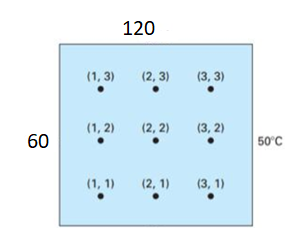 120
(1, 3) (2, 3) (3, 3)
(1, 2) (2, 2) (3, 2)
60
50°C
(1, 1) (2, 1) (3, 1)